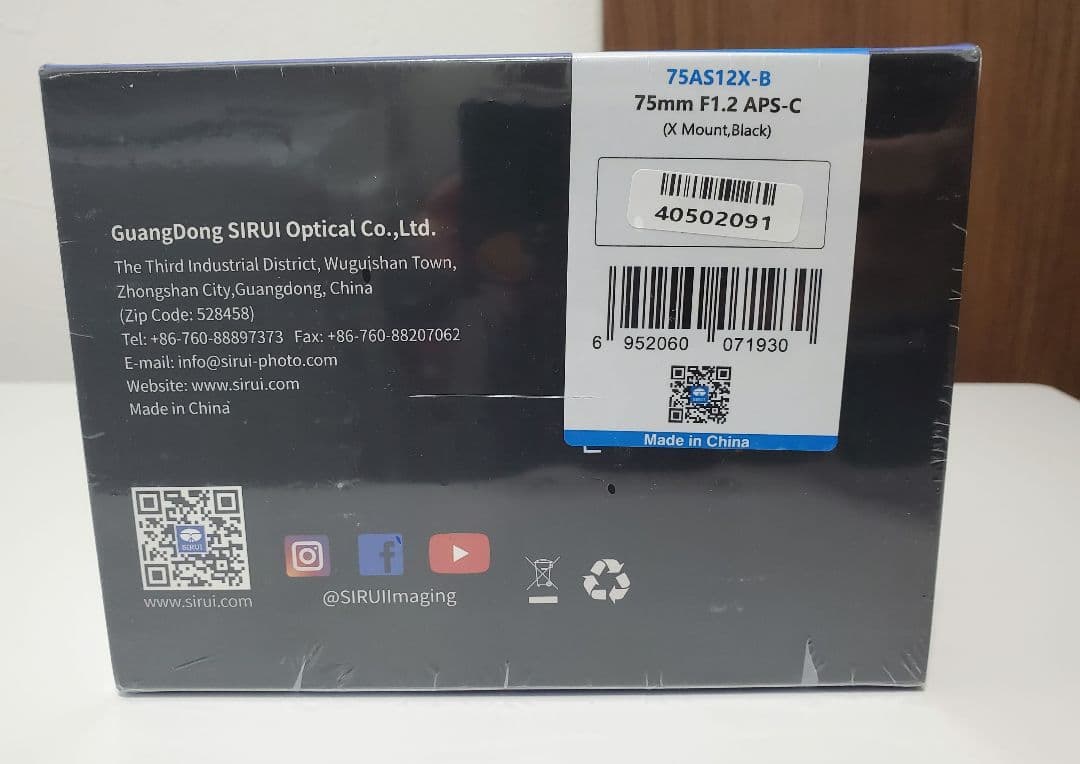 75AS12X-B
75mm F1.2 APS-C
(X Mount,Black)
40502091
6 952060 071930
SIRUI
Made in China
GuangDong SIRUI Optical Co.,Ltd.
The Third Industrial District, Wuguishan Town,
Zhongshan City,Guangdong, China
(Zip Code: 528458)
Tel: +86-760-88897373 Fax: +86-760-88207062
E-mail: info@sirui-photo.com
Website: www.sirui.com
Made in China
SIRUI
www.sirui.com
@SIRUIImaging